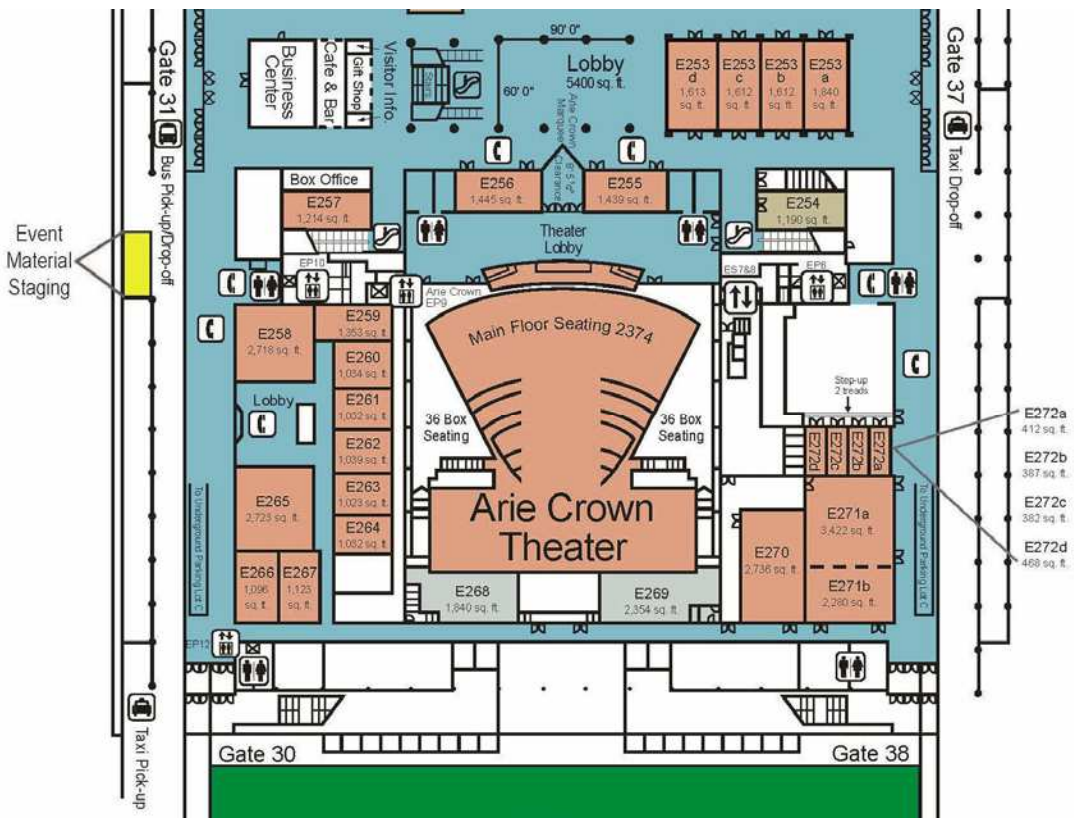 Gate 31
Bus Pick-up/Drop-off
Event
Material
Staging
Taxi Pick-up
Business
Center
Cafe & Bar
Gift Shop
Visitor Info.
Stairs
90' 0"
60' 0"
Lobby
5400 sq. ft.
Arie Crown
Marquee Clearance
E253
d
1,613
sq. ft.
E253
c
1,612
sq. ft.
E253
b
1,612
sq. ft.
E253
a
1,840
sq. ft.
Gate 37
Taxi Drop-off
Box Office
E257
1,214 sq. ft.
E256
1,445 sq. ft.
E255
1,439 sq. ft.
E254
1,190 sq. ft.
Theater
Lobby
EP10
Arie Crown
EP9
ES7&8
EP6
E258
2,718 sq. ft.
E259
1,353 sq. ft.
E260
1,034 sq. ft.
E261
1,032 sq. ft.
E262
1,039 sq. ft.
E263
1,023 sq. ft.
E264
1,032 sq. ft.
Lobby
E265
2,723 sq. ft.
E266
1,096
sq. ft.
E267
1,123
sq. ft.
Main Floor Seating 2374
36 Box
Seating
36 Box
Seating
Arie Crown
Theater
E268
1,840 sq. ft.
E269
2,354 sq. ft.
Step-up
2 treads
E272d
E272c
E272b
E272a
E270
2,736 sq. ft.
E271a
3,422 sq. ft.
E271b
2,280 sq. ft.
E272a
412 sq. ft.
E272b
387 sq. ft.
E272c
382 sq. ft.
E272d
468 sq. ft.
To Underground Parking Lot C
To Underground Parking Lot C
EP12
Gate 30
Gate 38